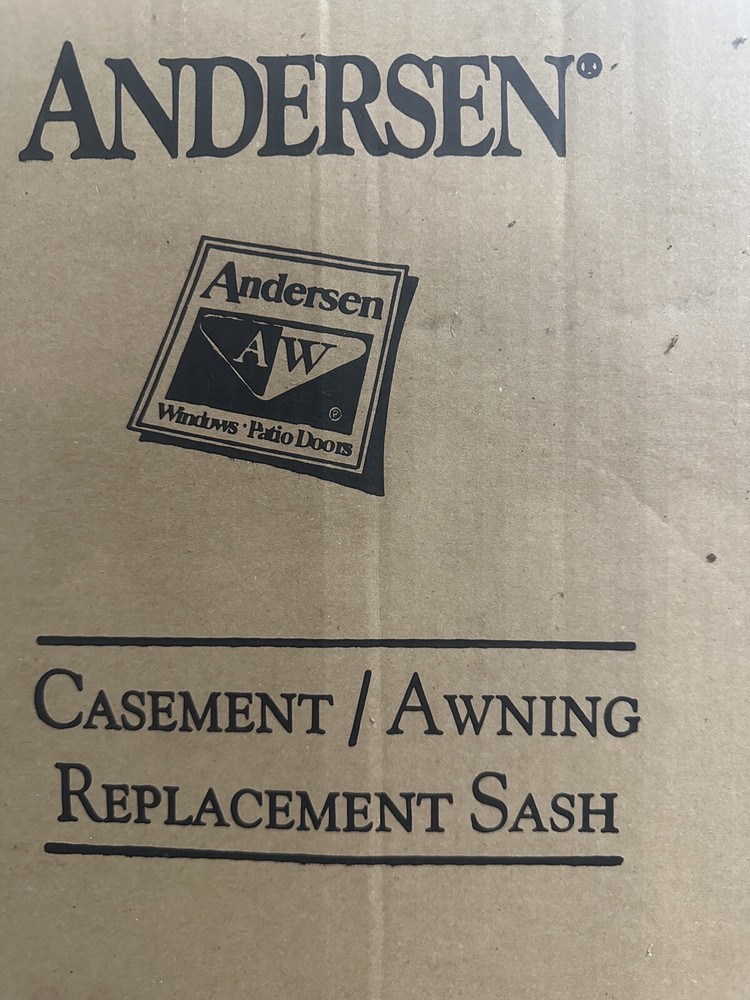 ANDERSEN®
Andersen
AW
®
Windows · Patio Doors
CASEMENT / AWNING
REPLACEMENT SASH